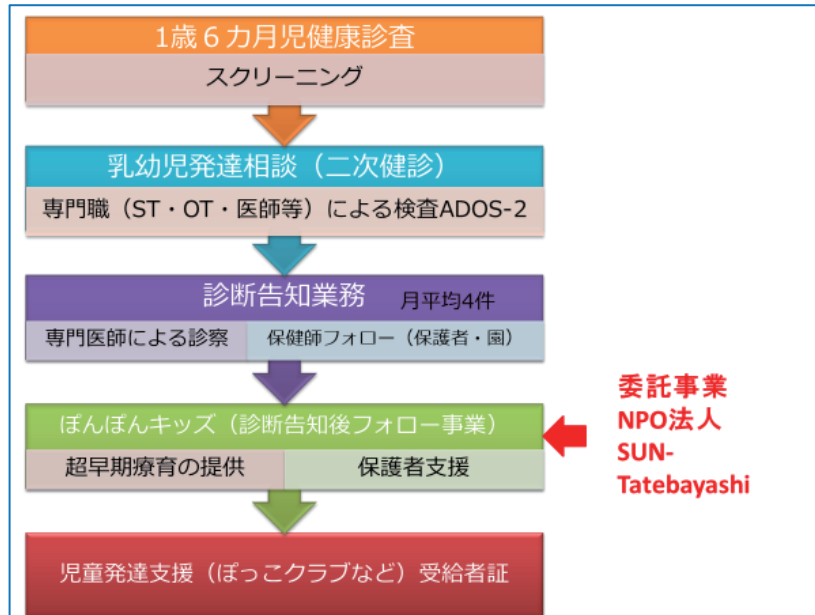 1歳６カ月児健康診査
スクリーニング
乳幼児発達相談（二次健診）
専門職（ST・OT・医師等）による検査ADOS-2
診断告知業務　月平均4件
専門医師による診察　保健師フォロー（保護者・園）
ぽんぽんキッズ（診断告知後フォロー事業）
超早期療育の提供　保護者支援
委託事業
NPO法人
SUN-
Tatebayashi
児童発達支援（ぽっこクラブなど）受給者証